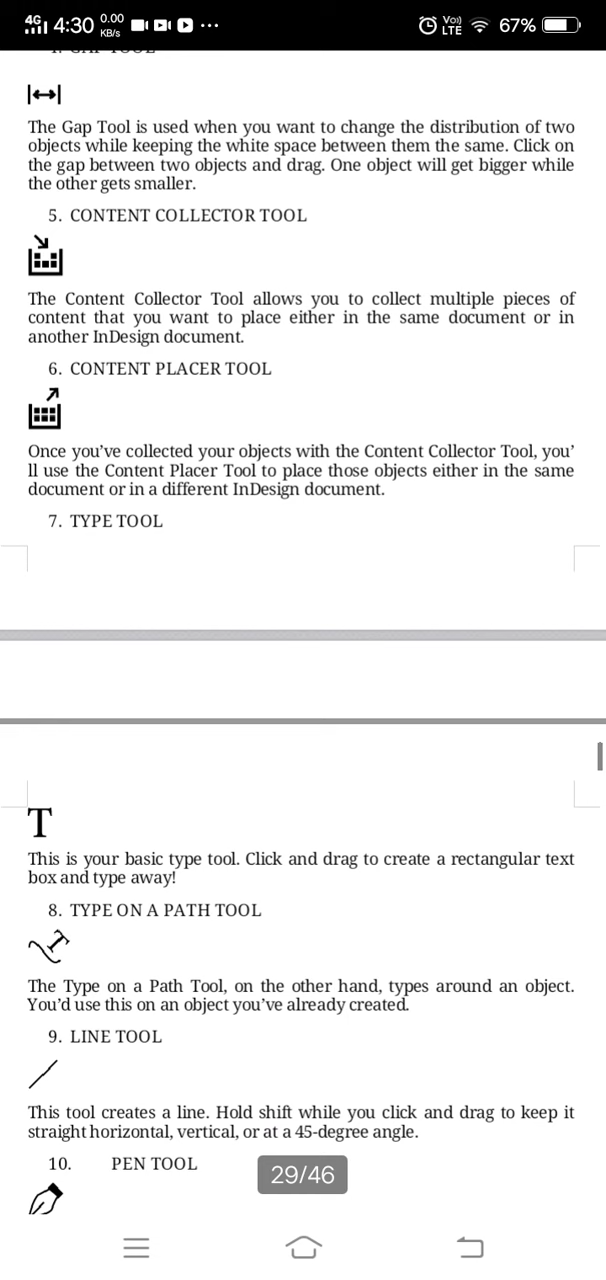 4G 4:30 0.00 KB/s ... Vo)) LTE 67%
The Gap Tool is used when you want to change the distribution of two
objects while keeping the white space between them the same. Click on
the gap between two objects and drag. One object will get bigger while
the other gets smaller.
5. CONTENT COLLECTOR TOOL
The Content Collector Tool allows you to collect multiple pieces of
content that you want to place either in the same document or in
another InDesign document.
6. CONTENT PLACER TOOL
Once you’ve collected your objects with the Content Collector Tool, you’
ll use the Content Placer Tool to place those objects either in the same
document or in a different InDesign document.
7. TYPE TOOL
T
This is your basic type tool. Click and drag to create a rectangular text
box and type away!
8. TYPE ON A PATH TOOL
The Type on a Path Tool, on the other hand, types around an object.
You’d use this on an object you’ve already created.
9. LINE TOOL
This tool creates a line. Hold shift while you click and drag to keep it
straight horizontal, vertical, or at a 45-degree angle.
10. PEN TOOL
29/46